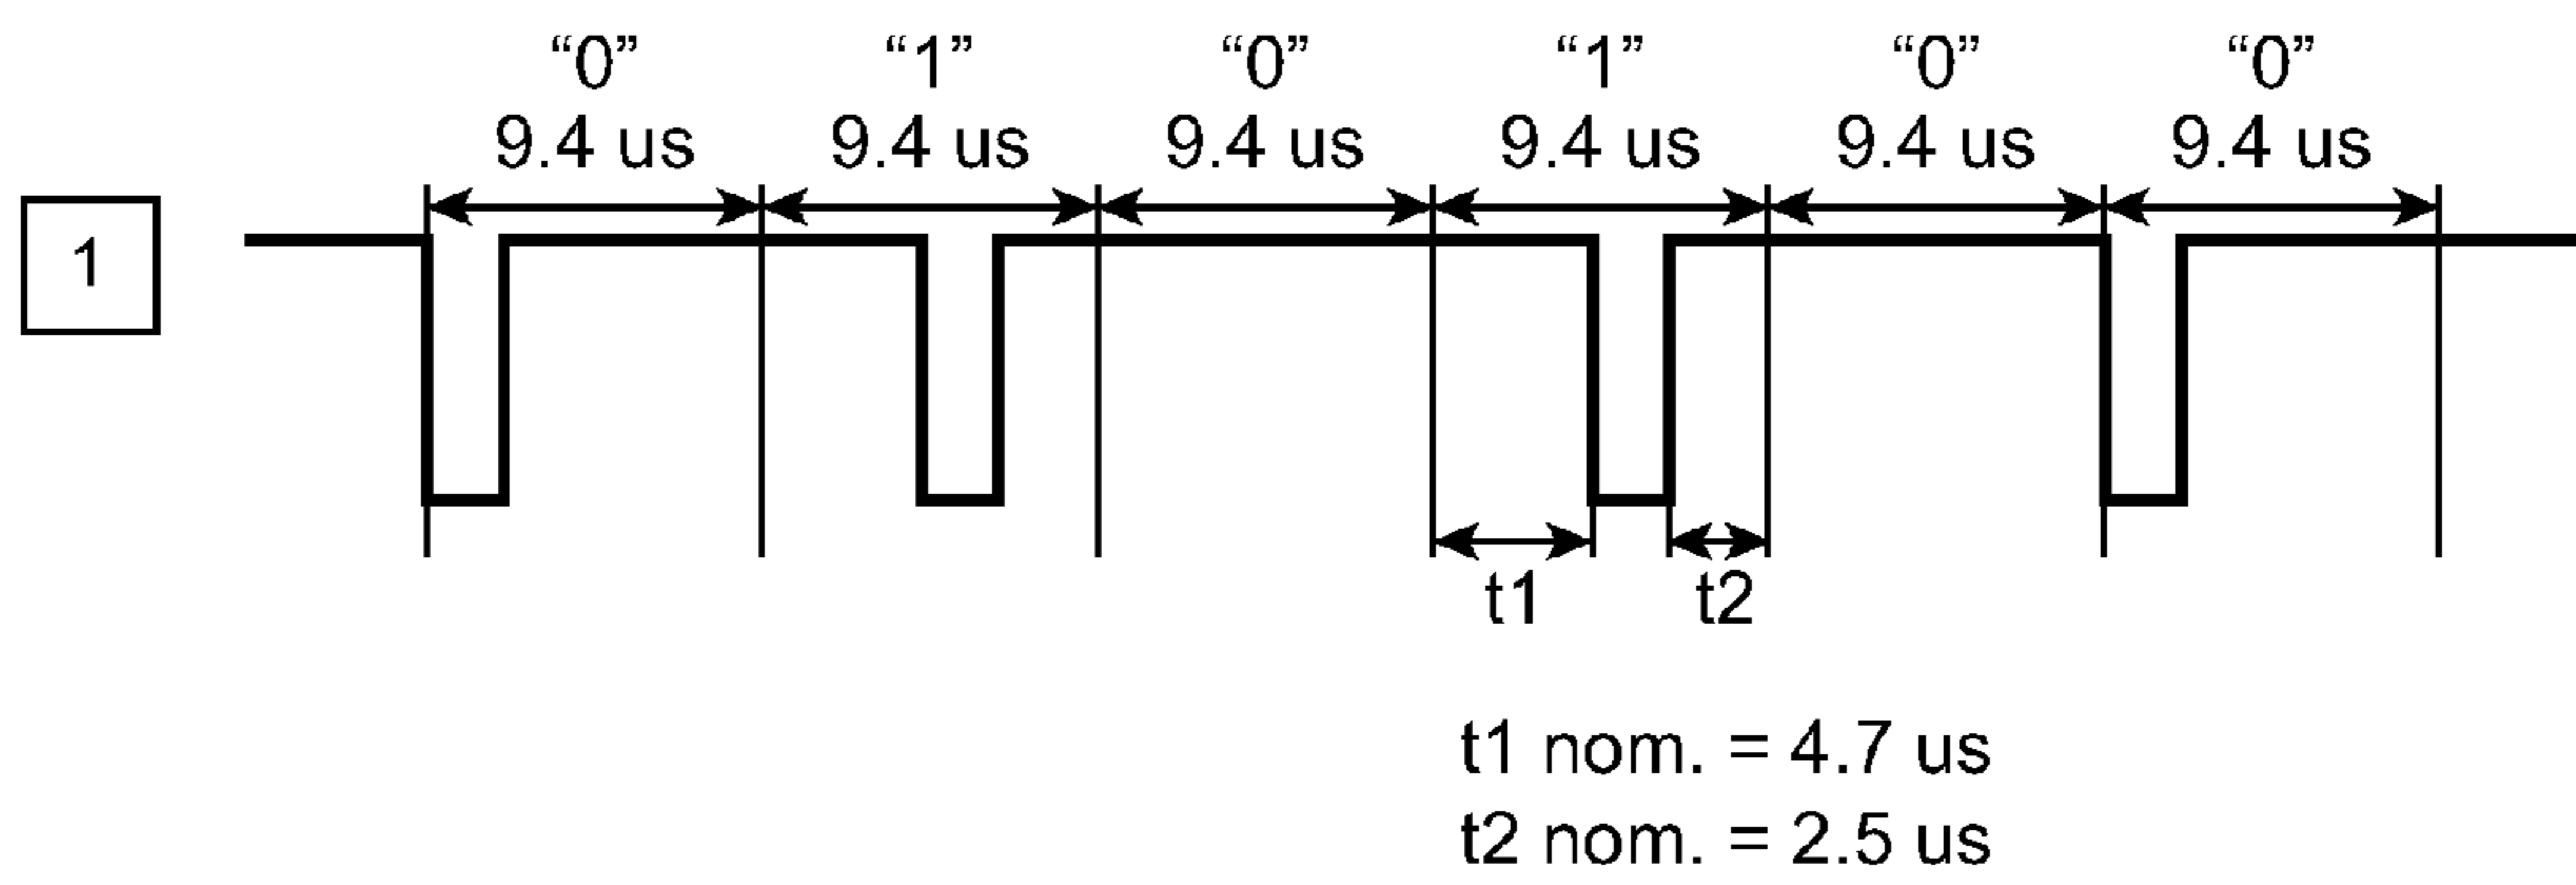 “0” “1” “0” “1” “0” “0”
9.4 us 9.4 us 9.4 us 9.4 us 9.4 us 9.4 us
1
t1 t2
t1 nom. = 4.7 us
t2 nom. = 2.5 us